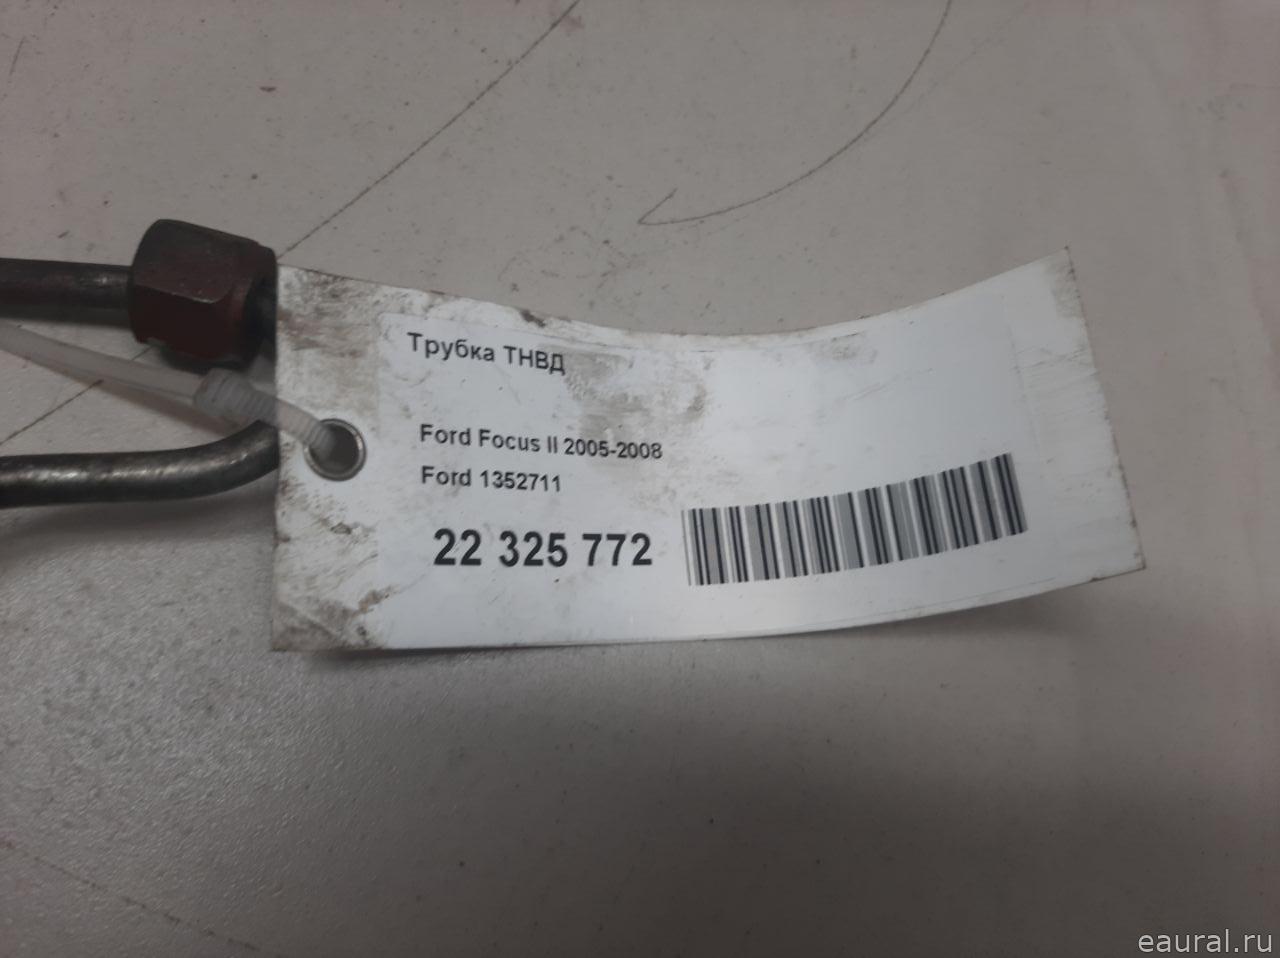 Трубка ТНВД
Ford Focus II 2005-2008
Ford 1352711
22 325 772
eaural.ru